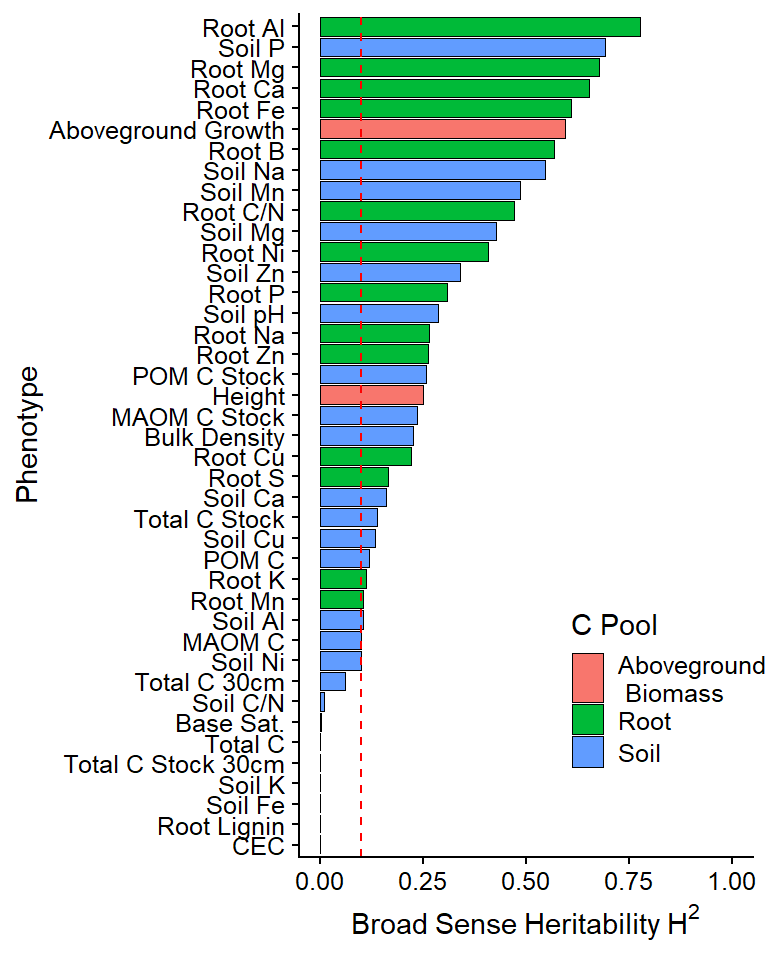 Root Al
Soil P
Root Mg
Root Ca
Root Fe
Aboveground Growth
Root B
Soil Na
Soil Mn
Root C/N
Soil Mg
Root Ni
Soil Zn
Root P
Soil pH
Root Na
Root Zn
POM C Stock
Height
MAOM C Stock
Bulk Density
Root Cu
Root S
Soil Ca
Total C Stock
Soil Cu
POM C
Root K
Root Mn
Soil Al
MAOM C
Soil Ni
Total C 30cm
Soil C/N
Base Sat.
Total C
Total C Stock 30cm
Soil K
Soil Fe
Root Lignin
CEC
Phenotype
C Pool
Aboveground
Biomass
Root
Soil
0.00 0.25 0.50 0.75 1.00
Broad Sense Heritability H²